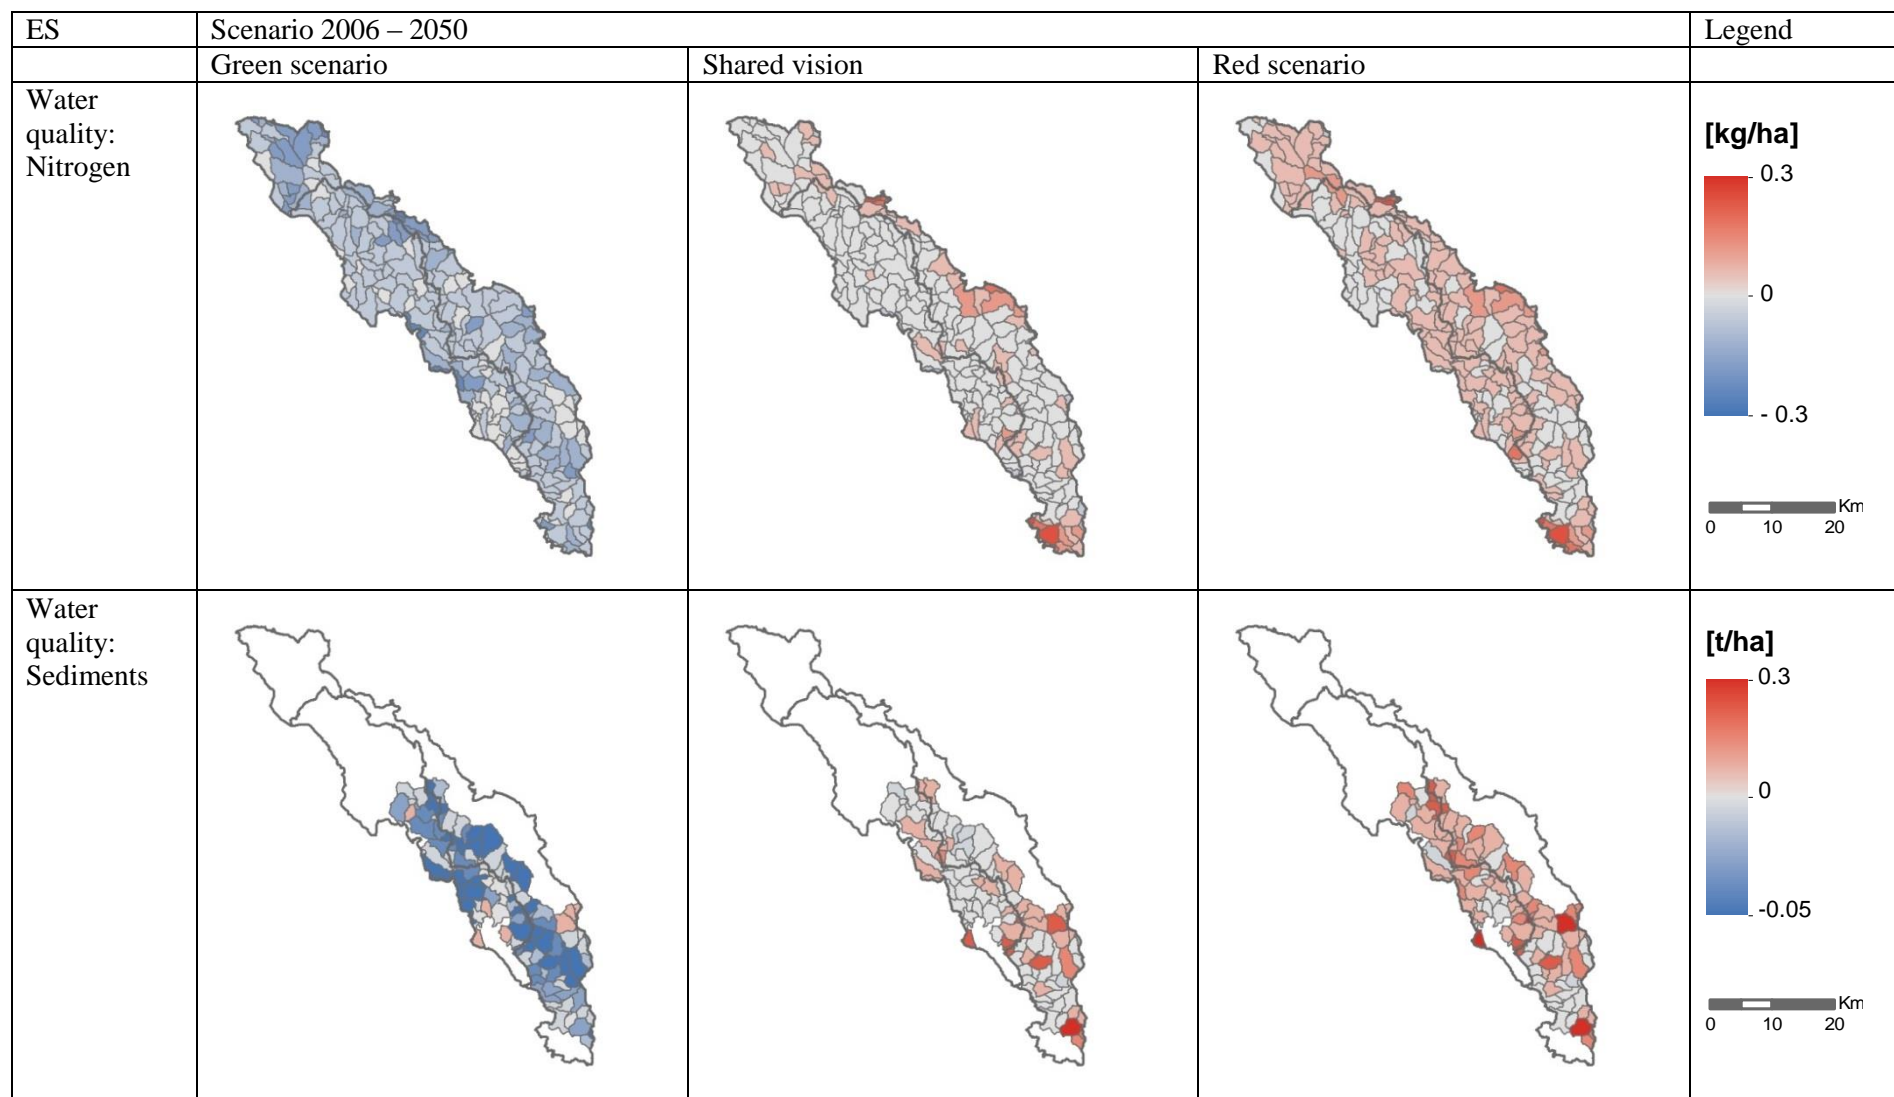 ES
Scenario 2006 – 2050
Legend
Green scenario
Shared vision
Red scenario
Water
quality:
Nitrogen
[kg/ha]
0.3
0
- 0.3
Km
0 10 20
Water
quality:
Sediments
[t/ha]
0.3
0
-0.05
Km
0 10 20